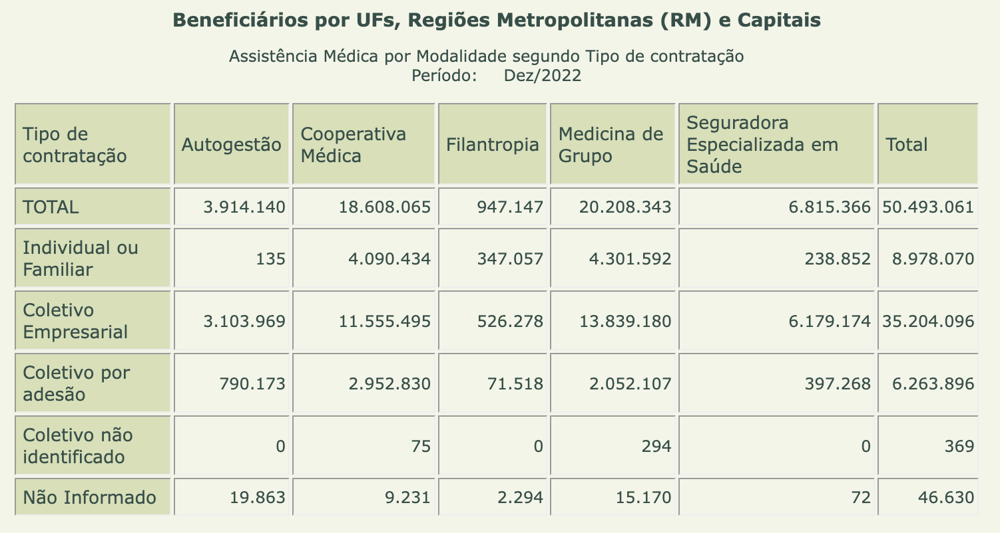 Beneficiários por UFs, Regiões Metropolitanas (RM) e Capitais
Assistência Médica por Modalidade segundo Tipo de contratação
Período: Dez/2022
Tipo de contratação Autogestão Cooperativa Médica Filantropia Medicina de Grupo Seguradora Especializada em Saúde Total
TOTAL 3.914.140 18.608.065 947.147 20.208.343 6.815.366 50.493.061
Individual ou Familiar 135 4.090.434 347.057 4.301.592 238.852 8.978.070
Coletivo Empresarial 3.103.969 11.555.495 526.278 13.839.180 6.179.174 35.204.096
Coletivo por adesão 790.173 2.952.830 71.518 2.052.107 397.268 6.263.896
Coletivo não identificado 0 75 0 294 0 369
Não Informado 19.863 9.231 2.294 15.170 72 46.630